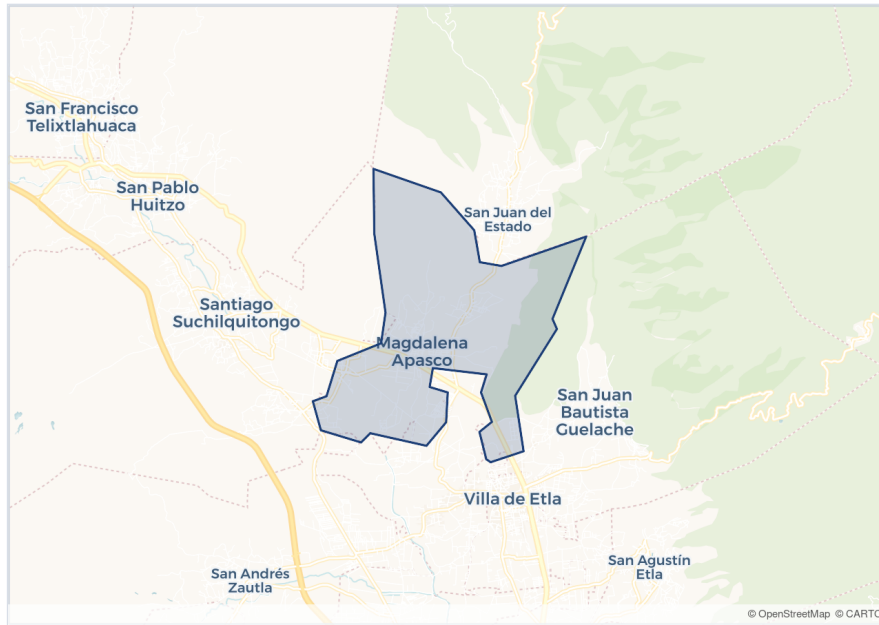 San Francisco
Telixtlahuaca
San Pablo
Huitzo
San Juan del
Estado
Santiago
Suchilquitongo
Magdalena
Apasco
San Juan
Bautista
Guelache
Villa de Etla
San Agustín
Etla
San Andrés
Zautla
© OpenStreetMap © CARTO